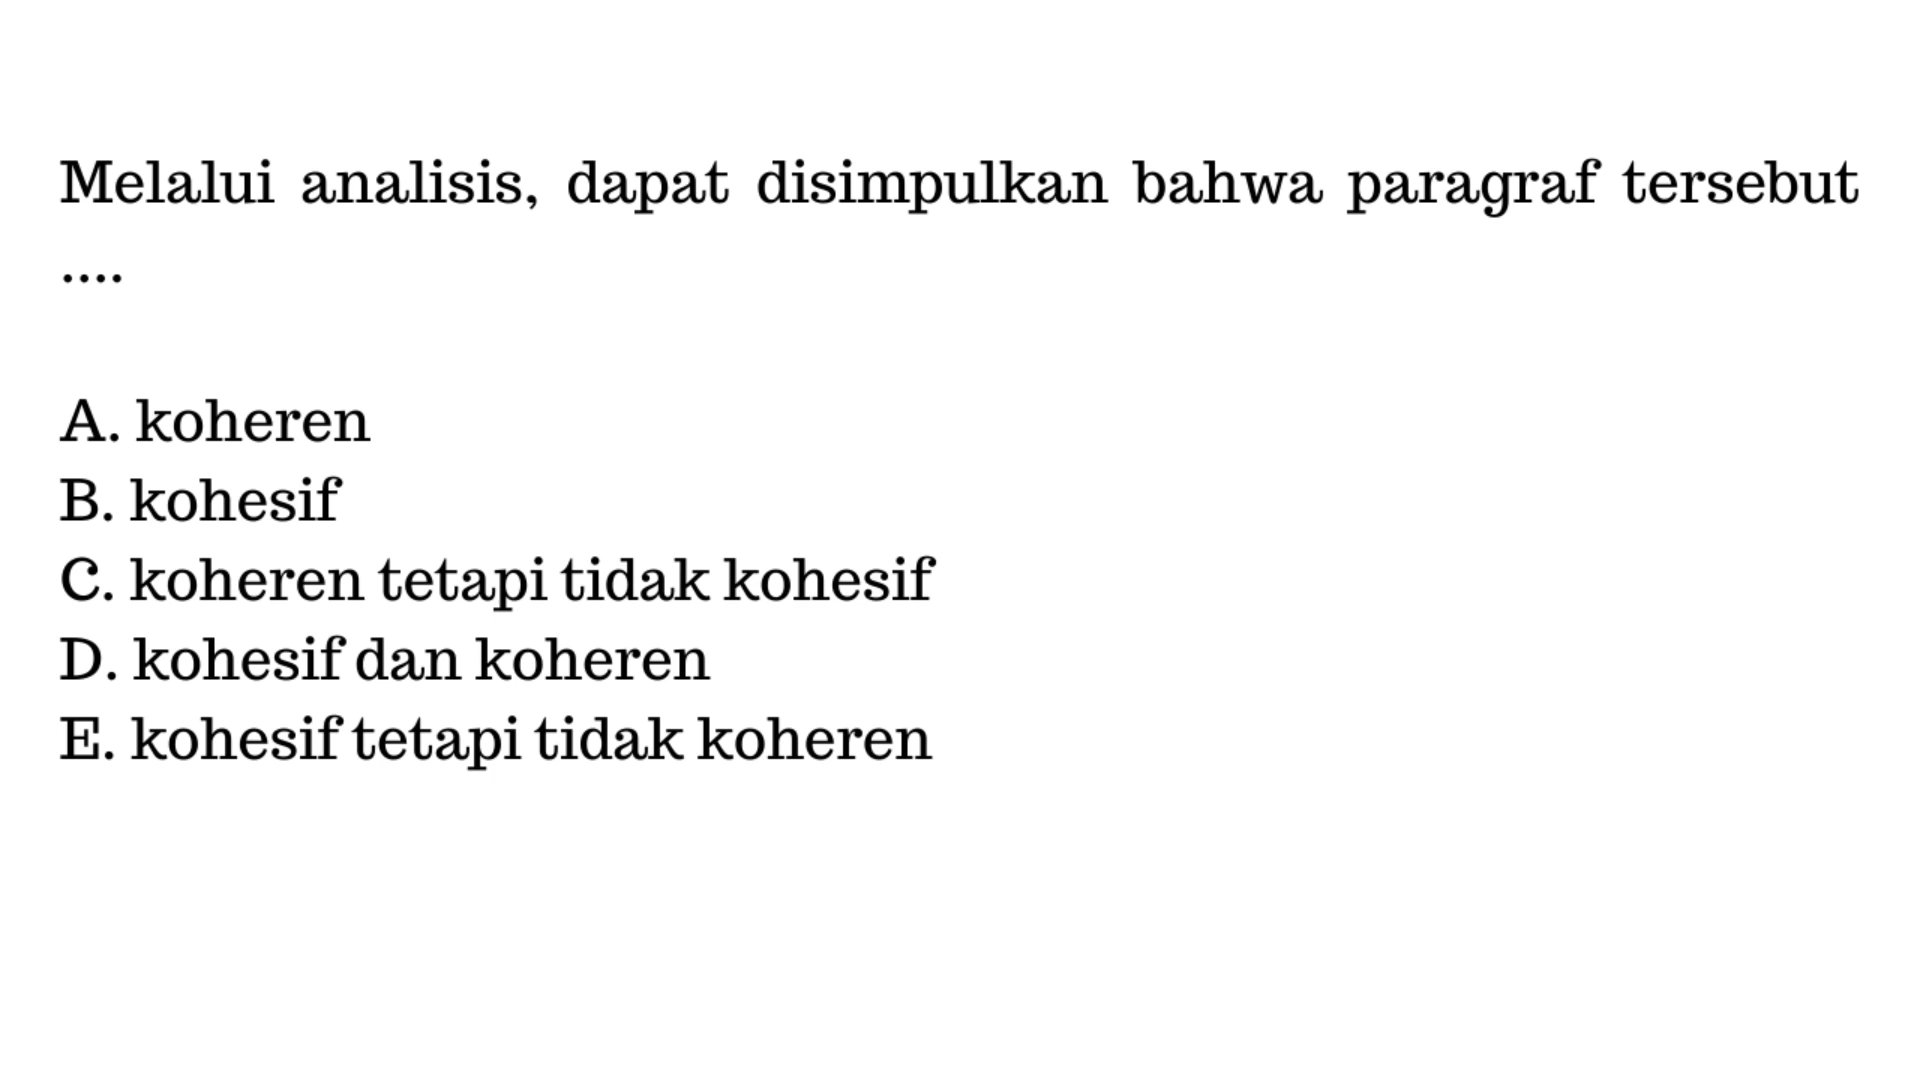 Melalui analisis, dapat disimpulkan bahwa paragraf tersebut
....
A. koheren
B. kohesif
C. koheren tetapi tidak kohesif
D. kohesif dan koheren
E. kohesif tetapi tidak koheren